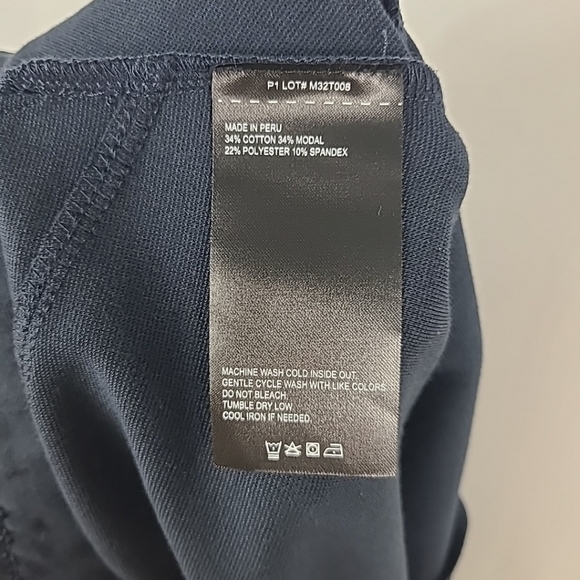 P1 LOT# M32T008
MADE IN PERU
34% COTTON 34% MODAL
22% POLYESTER 10% SPANDEX
MACHINE WASH COLD INSIDE OUT.
GENTLE CYCLE WASH WITH LIKE COLORS
DO NOT BLEACH.
TUMBLE DRY LOW.
COOL IRON IF NEEDED.